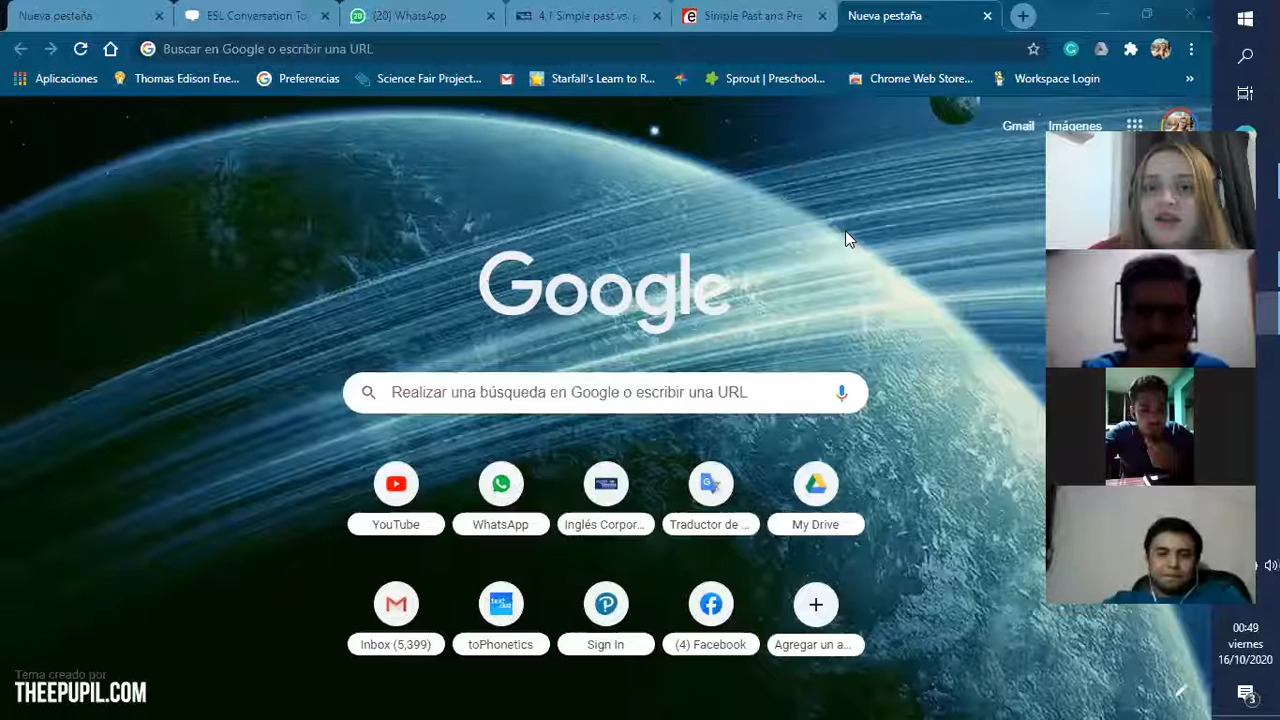 Nueva pestaña
ESL Conversation To
(20) WhatsApp
4.1 Simple past vs. p
Simple Past and Pre
Nueva pestaña
Buscar en Google o escribir una URL
Aplicaciones
Thomas Edison Ene...
Preferencias
Science Fair Project...
Starfall's Learn to R...
Sprout | Preschool...
Chrome Web Store...
Workspace Login
»
Gmail
Imágenes
Google
Realizar una búsqueda en Google o escribir una URL
YouTube
WhatsApp
Inglés Corpor...
Traductor de ...
My Drive
Inbox (5,399)
toPhonetics
Sign In
(4) Facebook
Agregar un a...
Tema creado por
THEEPUPIL.COM
00:49
viernes
16/10/2020
3